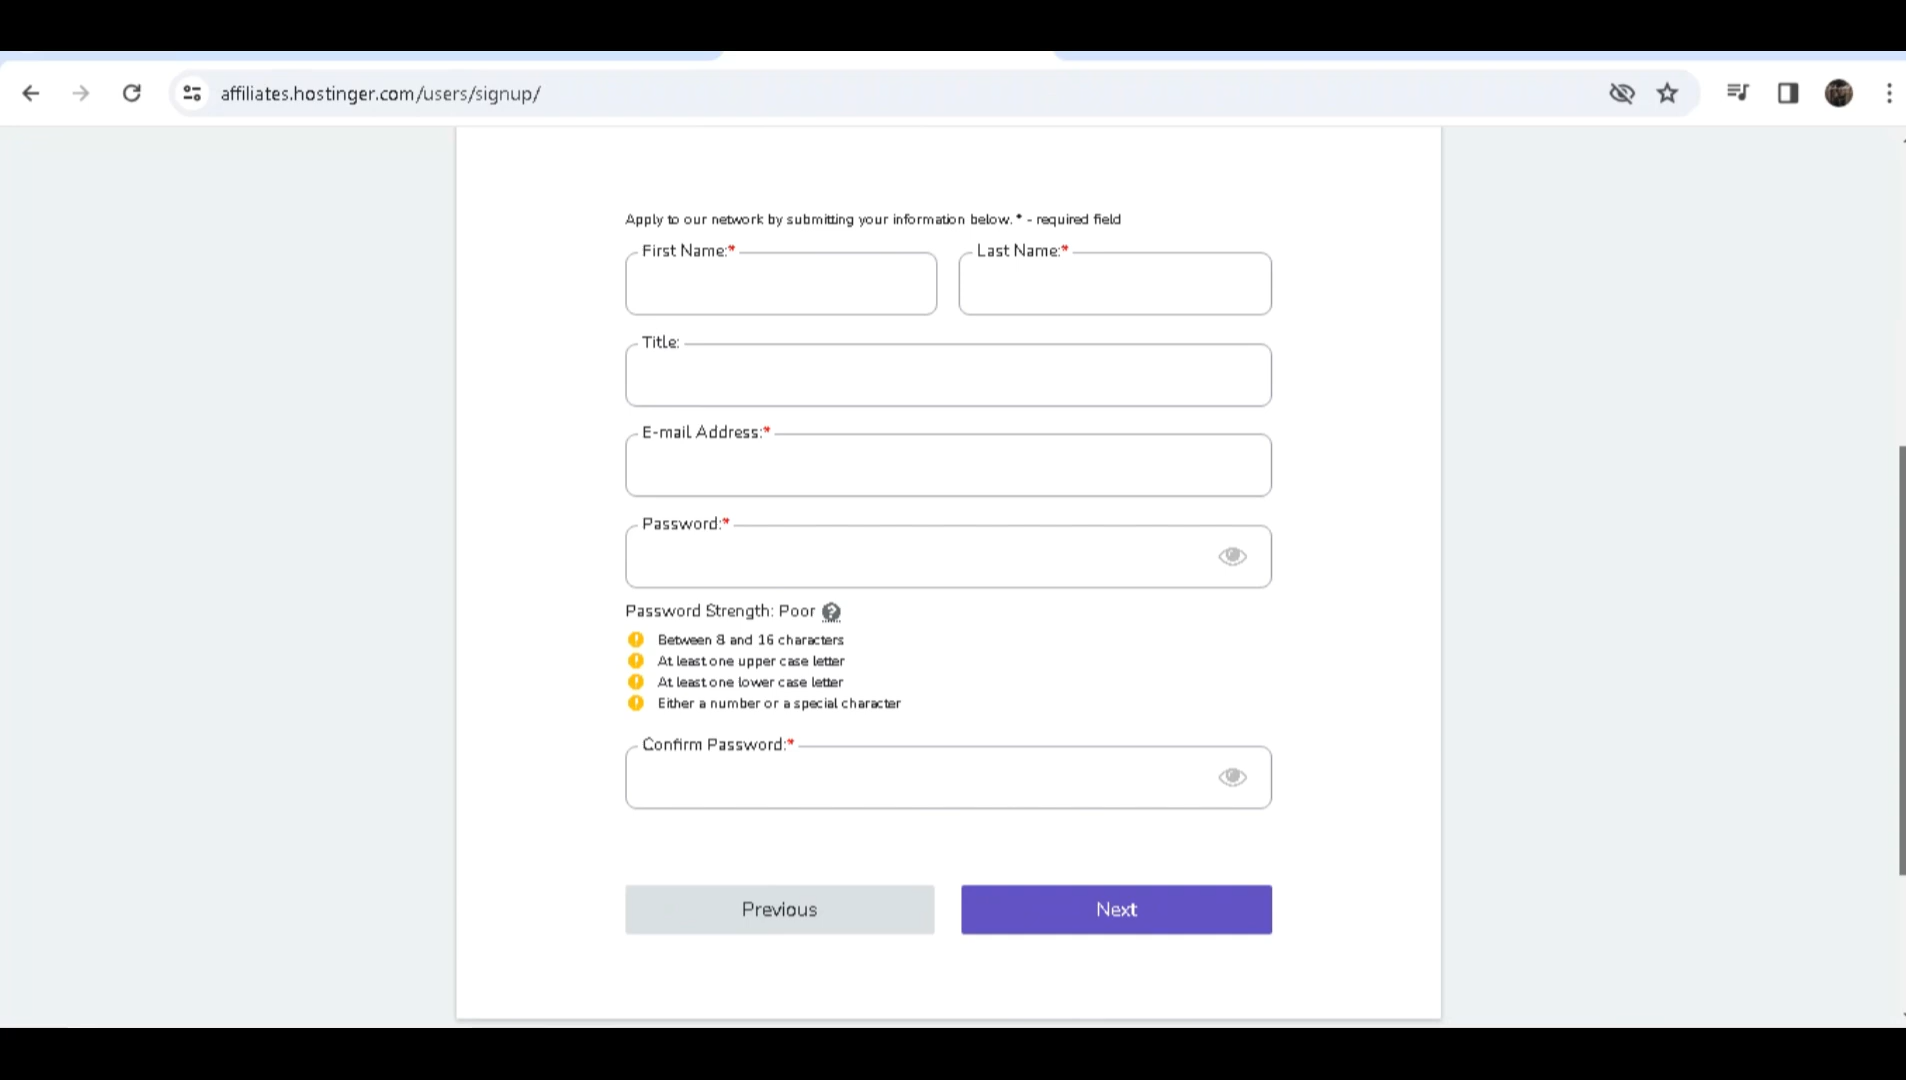 affiliates.hostinger.com/users/signup/
Apply to our network by submitting your information below. * - required field
First Name:* Last Name:*
Title:
E-mail Address:*
Password:*
Password Strength: Poor ?
Between 8 and 16 characters
At least one upper case letter
At least one lower case letter
Either a number or a special character
Confirm Password:*
Previous Next